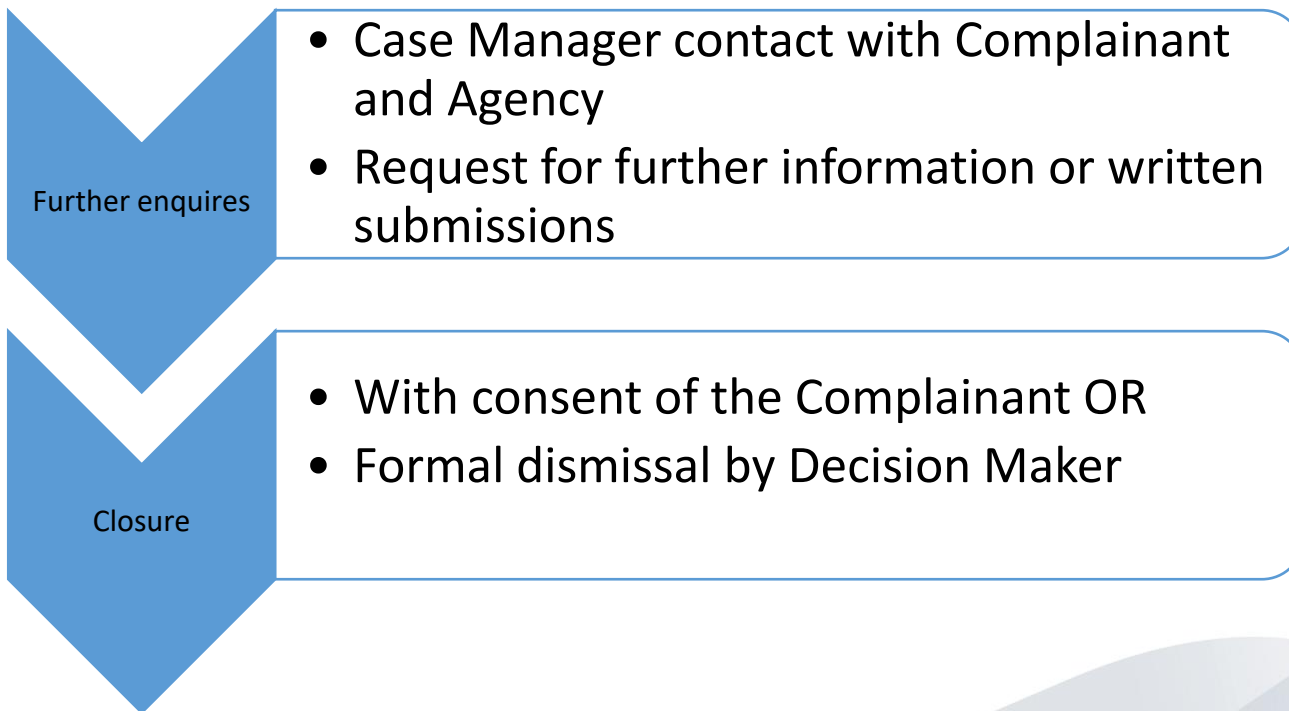 Further enquires
• Case Manager contact with Complainant
and Agency
• Request for further information or written
submissions
Closure
• With consent of the Complainant OR
• Formal dismissal by Decision Maker